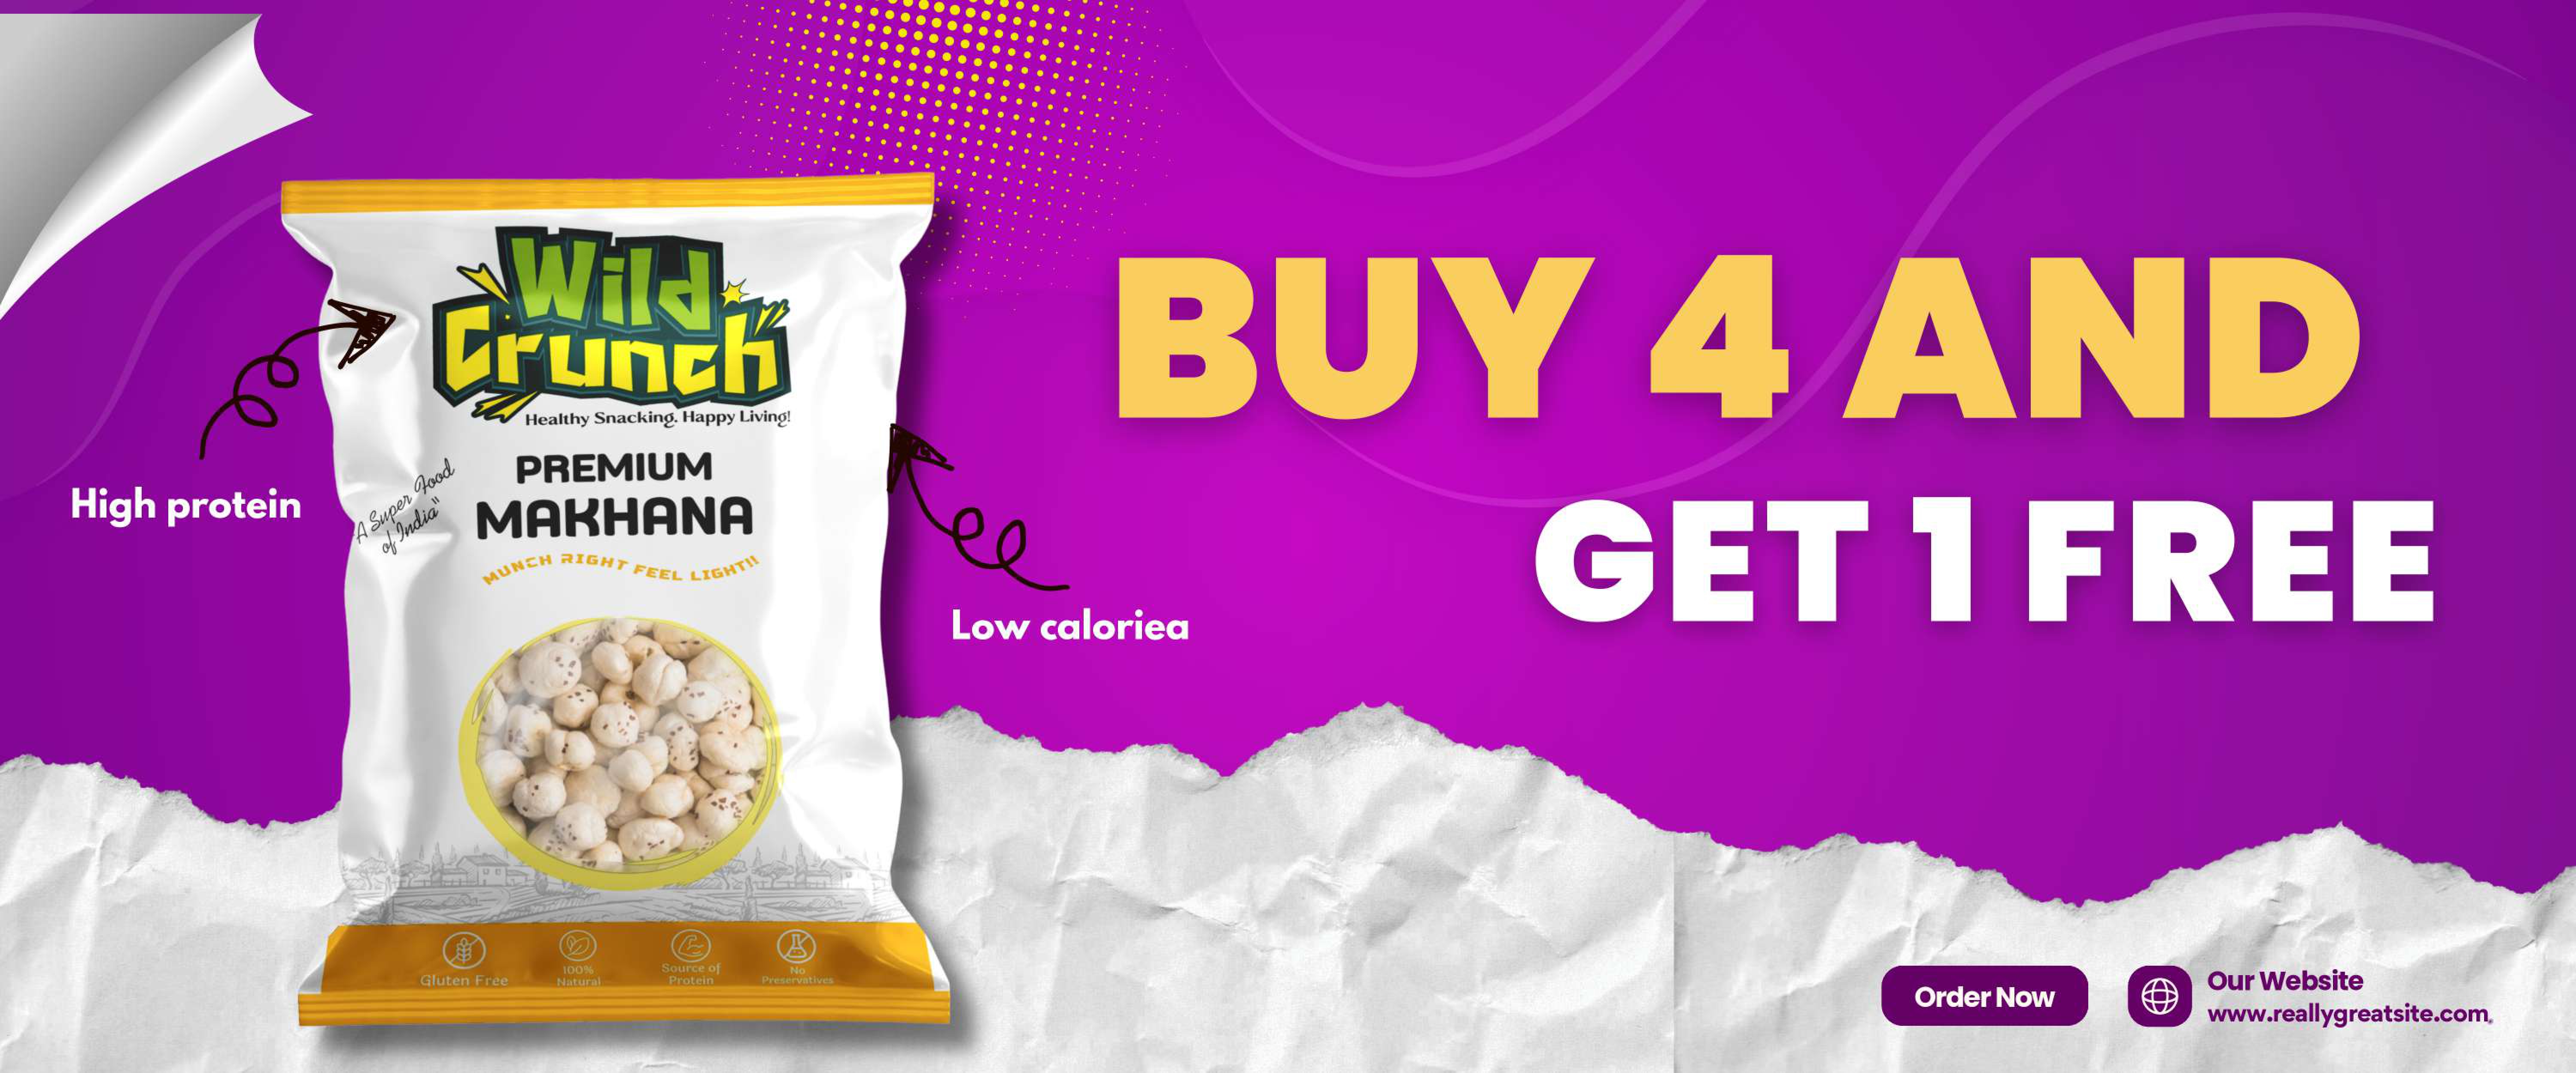 Wild
Crunch
Healthy Snacking. Happy Living!
PREMIUM
MAKHANA
MUNCH RIGHT FEEL LIGHT!!
"A Super Food
of India"
High protein
Low caloriea
Gluten Free
100%
Natural
Source of
Protein
No
Preservatives
BUY 4 AND
GET 1 FREE
Order Now
Our Website
www.reallygreatsite.com